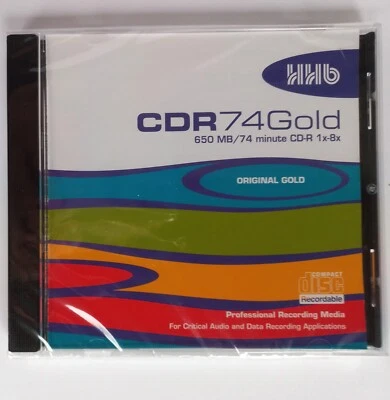 HHb
CDR74Gold
650 MB/74 minute CD-R 1x-8x
ORIGINAL GOLD
COMPACT
disc
Recordable
Professional Recording Media
For Critical Audio and Data Recording Applications